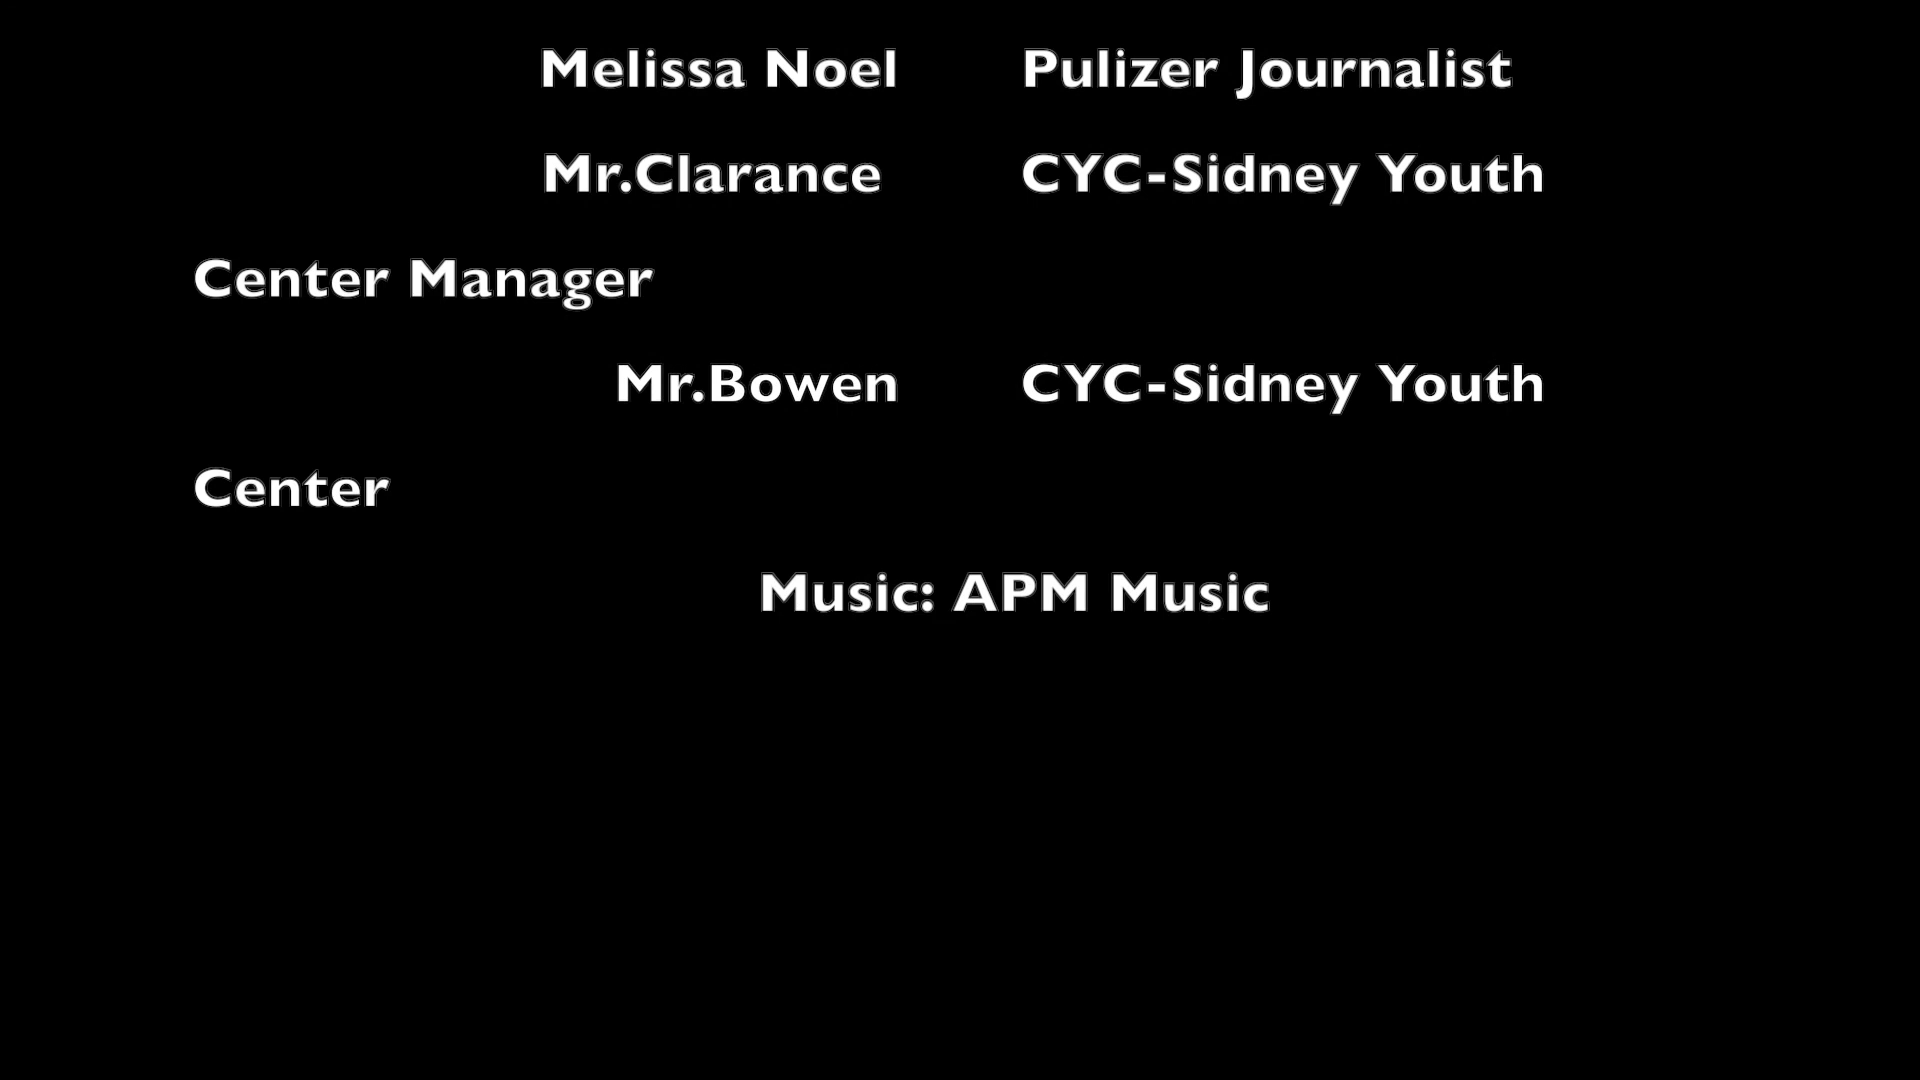 Melissa Noel Pulizer Journalist
Mr.Clarance CYC-Sidney Youth
Center Manager
Mr.Bowen CYC-Sidney Youth
Center
Music: APM Music